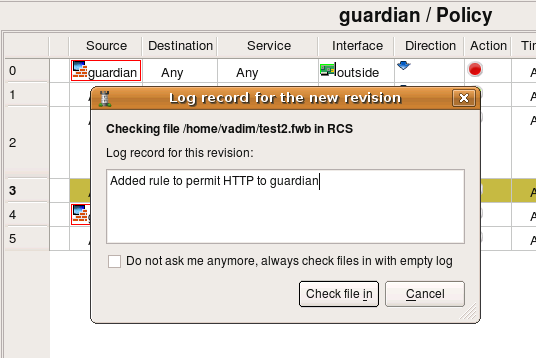 guardian / Policy
Source Destination Service Interface Direction Action
0 guardian Any Any outside
1
Log record for the new revision
Checking file /home/vadim/test2.fwb in RCS
Log record for this revision:
Added rule to permit HTTP to guardian
2
3
4
5
Do not ask me anymore, always check files in with empty log
Check file in Cancel